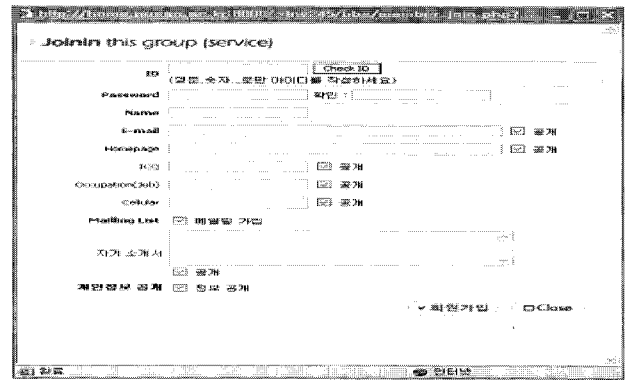 Joinin this group (service)
ID Check ID
(영문,숫자 로만 아이디를 작성하세요)
Password 확인 :
Name
E-mail 공개
Homepage 공개
ICQ 공개
Occupation(Job) 공개
Cellular 공개
Mailling List 메일링 가입
자기 소개서
공개
개인정보 공개 정보 공개
회원가입 Close
완료 인터넷